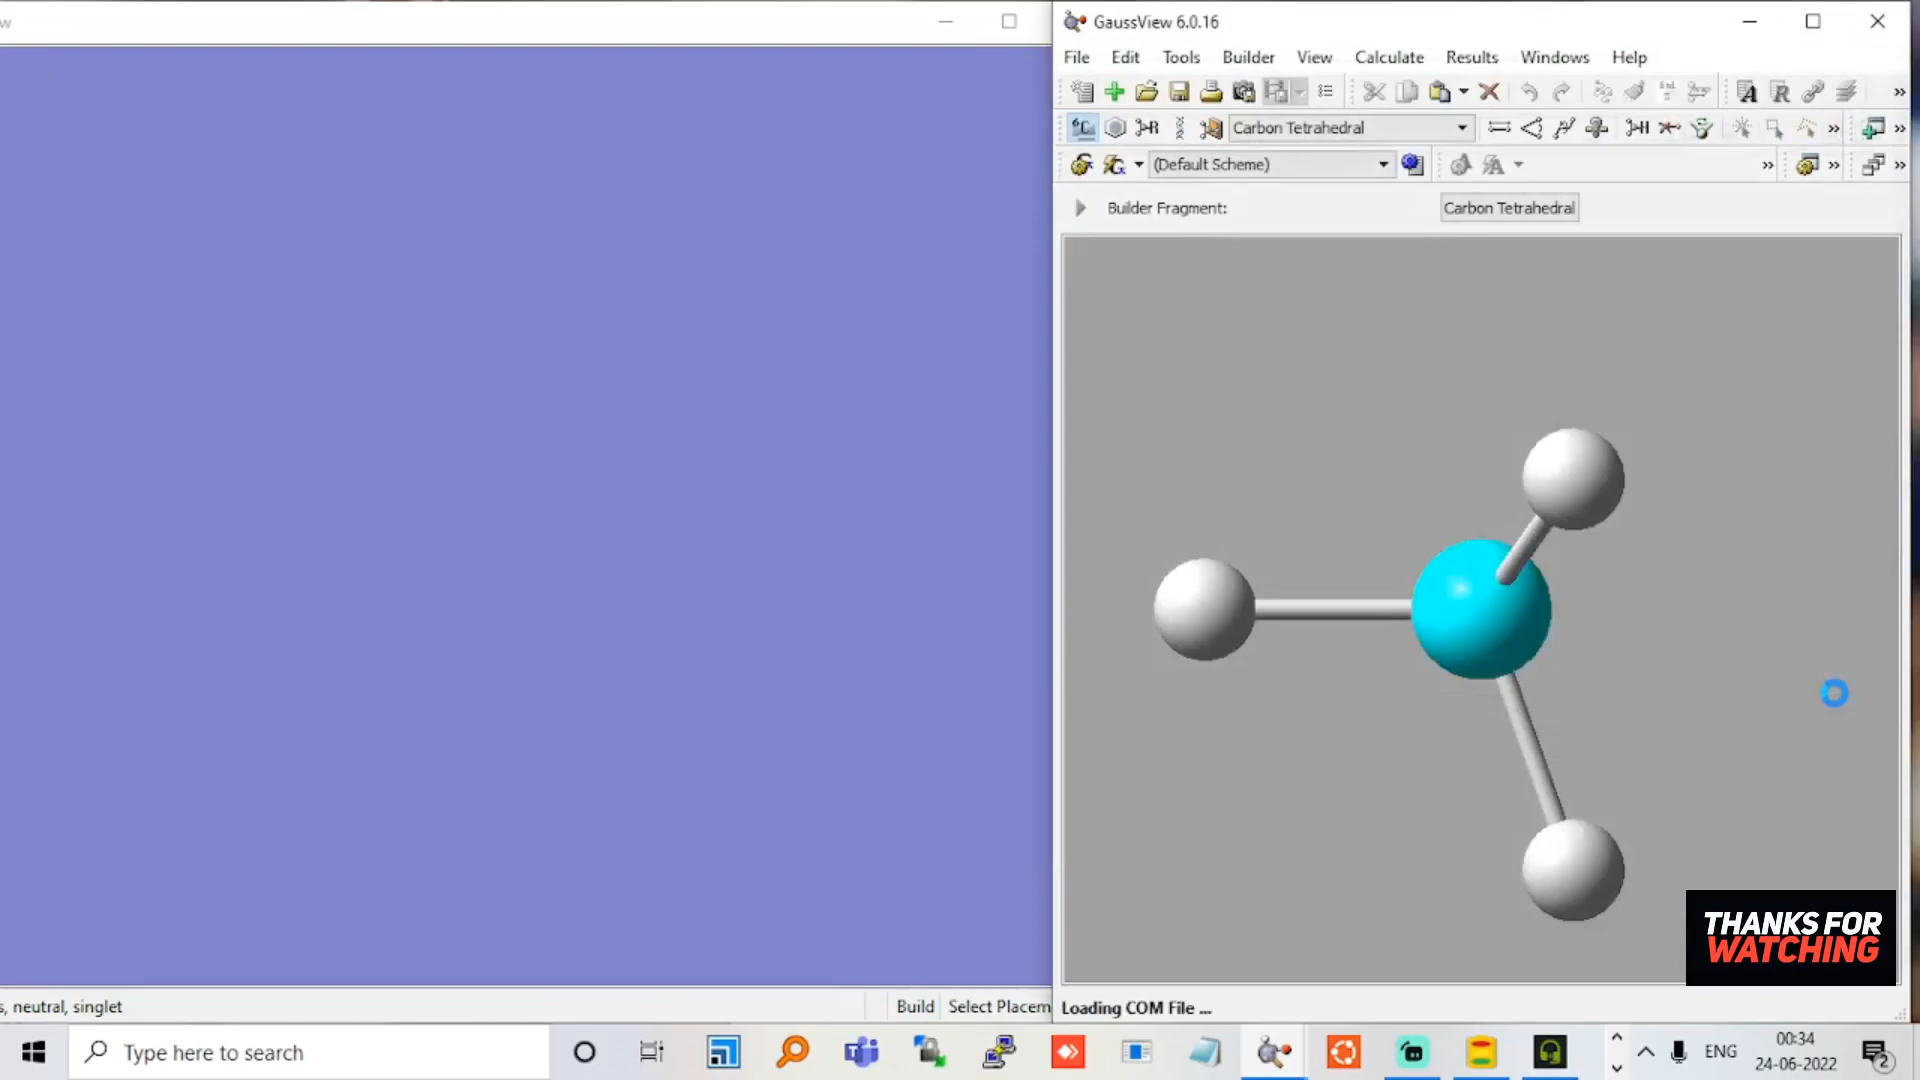 w
GaussView 6.0.16
File Edit Tools Builder View Calculate Results Windows Help
Carbon Tetrahedral
(Default Scheme)
Builder Fragment: Carbon Tetrahedral
THANKS FOR
WATCHING
s, neutral, singlet
Build Select Placem
Loading COM File ...
Type here to search
ENG
00:34
24-06-2022
2